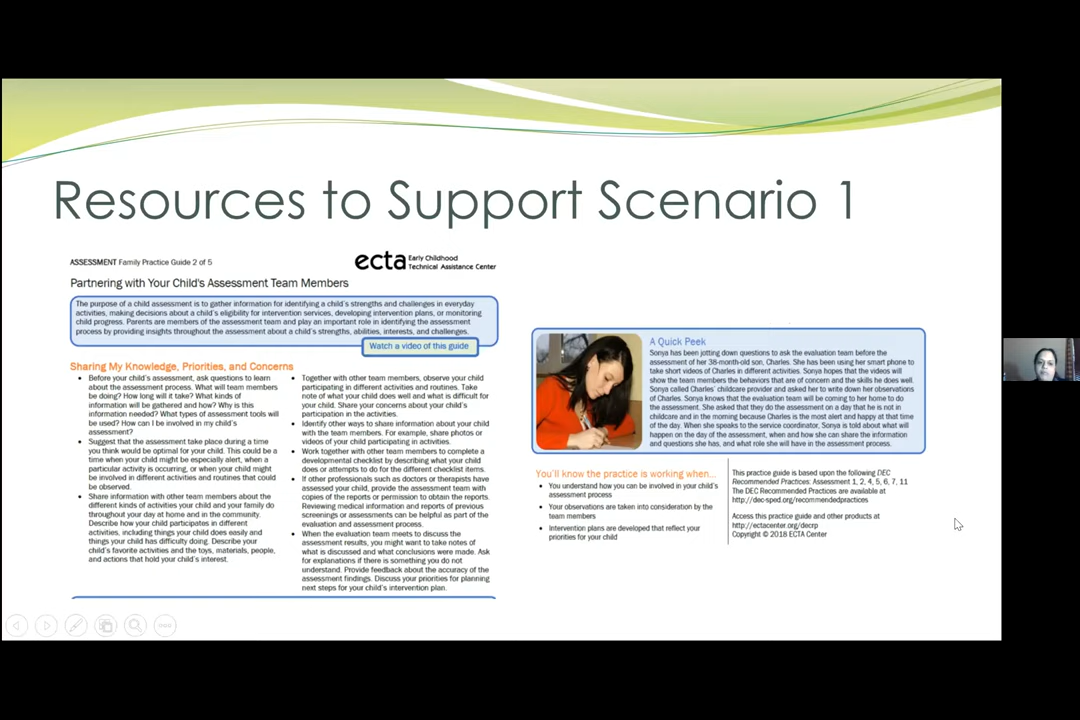 Resources to Support Scenario 1
ASSESSMENT Family Practice Guide 2 of 5
ecta Early Childhood
Technical Assistance Center
Partnering with Your Child's Assessment Team Members
The purpose of a child assessment is to gather information for identifying a child's strengths and challenges in everyday
activities, making decisions about a child's eligibility for intervention services, developing intervention plans, or monitoring
child progress. Parents are members of the assessment team and play an important role in identifying the assessment
process by providing insights throughout the assessment about a child's strengths, abilities, interests, and challenges.
Watch a video of this guide
Sharing My Knowledge, Priorities, and Concerns
• Before your child's assessment, ask questions to learn
about the assessment process. What will team members
be doing? How long will it take? What kinds of
information will be gathered and how? Why is this
information needed? What types of assessment tools will
be used? How can I be involved in my child's
assessment?
• Suggest that the assessment take place during a time
you think would be optimal for your child. This could be a
time when your child might be especially alert, when a
particular activity is occurring, or when your child might
be involved in different activities and routines that could
be observed.
• Share information with other team members about the
different kinds of activities your child and your family do
throughout your day at home and in the community.
Describe how your child participates in different
activities, including things your child does easily and
things your child has difficulty doing. Describe your
child's favorite activities and the toys, materials, people,
and actions that hold your child's interest.
• Together with other team members, observe your child
participating in different activities and routines. Take
note of what your child does well and what is difficult for
your child. Share your concerns about your child's
participation in the activities.
• Identify other ways to share information about your child
with the team members. For example, share photos or
videos of your child participating in activities.
• Work together with other team members to complete a
developmental checklist by describing what your child
does or attempts to do for the different checklist items.
• If other professionals such as doctors or therapists have
assessed your child, provide the assessment team with
copies of the reports or permission to obtain the reports.
Reviewing medical information and reports of previous
screenings or assessments can be helpful as part of the
evaluation and assessment process.
• When the evaluation team meets to discuss the
assessment results, you might want to take notes of
what is discussed and what conclusions were made. Ask
for explanations if there is something you do not
understand. Provide feedback about the accuracy of the
assessment findings. Discuss your priorities for planning
next steps for your child's intervention plan.
A Quick Peek
Sonya has been jotting down questions to ask the evaluation team before the
assessment of her 38-month-old son, Charles. She has been using her smart phone to
take short videos of Charles in different activities. Sonya hopes that the videos will
show the team members the behaviors that are of concern and the skills he does well.
Sonya called Charles' childcare provider and asked her to write down her observations
of Charles. Sonya knows that the evaluation team will be coming to her home to do
the assessment. She asked that they do the assessment on a day that he is not in
childcare and in the morning because Charles is the most alert and happy at that time
of the day. When she speaks to the service coordinator, Sonya is told about what will
happen on the day of the assessment, when and how she can share the information
and questions she has, and what role she will have in the assessment process.
You'll know the practice is working when...
• You understand how you can be involved in your child's
assessment process
• Your observations are taken into consideration by the
team members
• Intervention plans are developed that reflect your
priorities for your child
This practice guide is based upon the following DEC
Recommended Practices: Assessment 1, 2, 4, 5, 6, 7, 11
The DEC Recommended Practices are available at
http://dec-sped.org/recommendedpractices
Access this practice guide and other products at
http://ectacenter.org/decrp
Copyright © 2018 ECTA Center